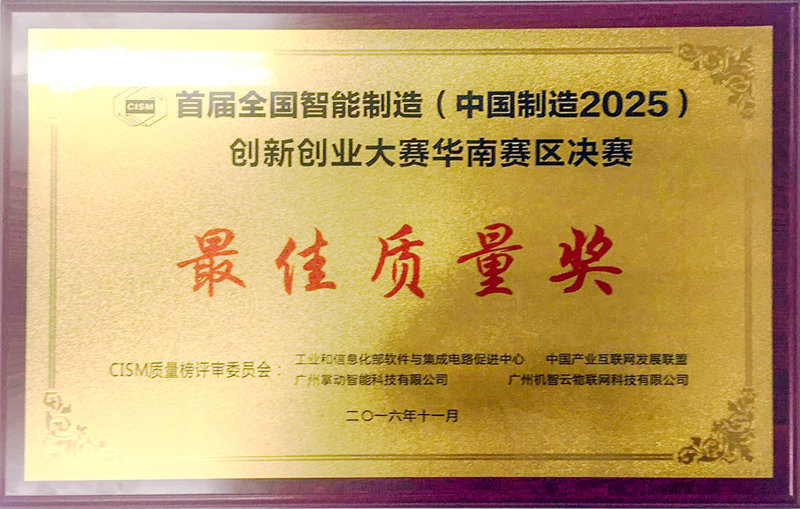 CISM
首届全国智能制造（中国制造2025）
创新创业大赛华南赛区决赛
最佳质量奖
CISM质量榜评审委员会：
工业和信息化部软件与集成电路促进中心 中国产业互联网发展联盟
广州掌动智能科技有限公司 广州机智云物联网科技有限公司
二〇一六年十一月